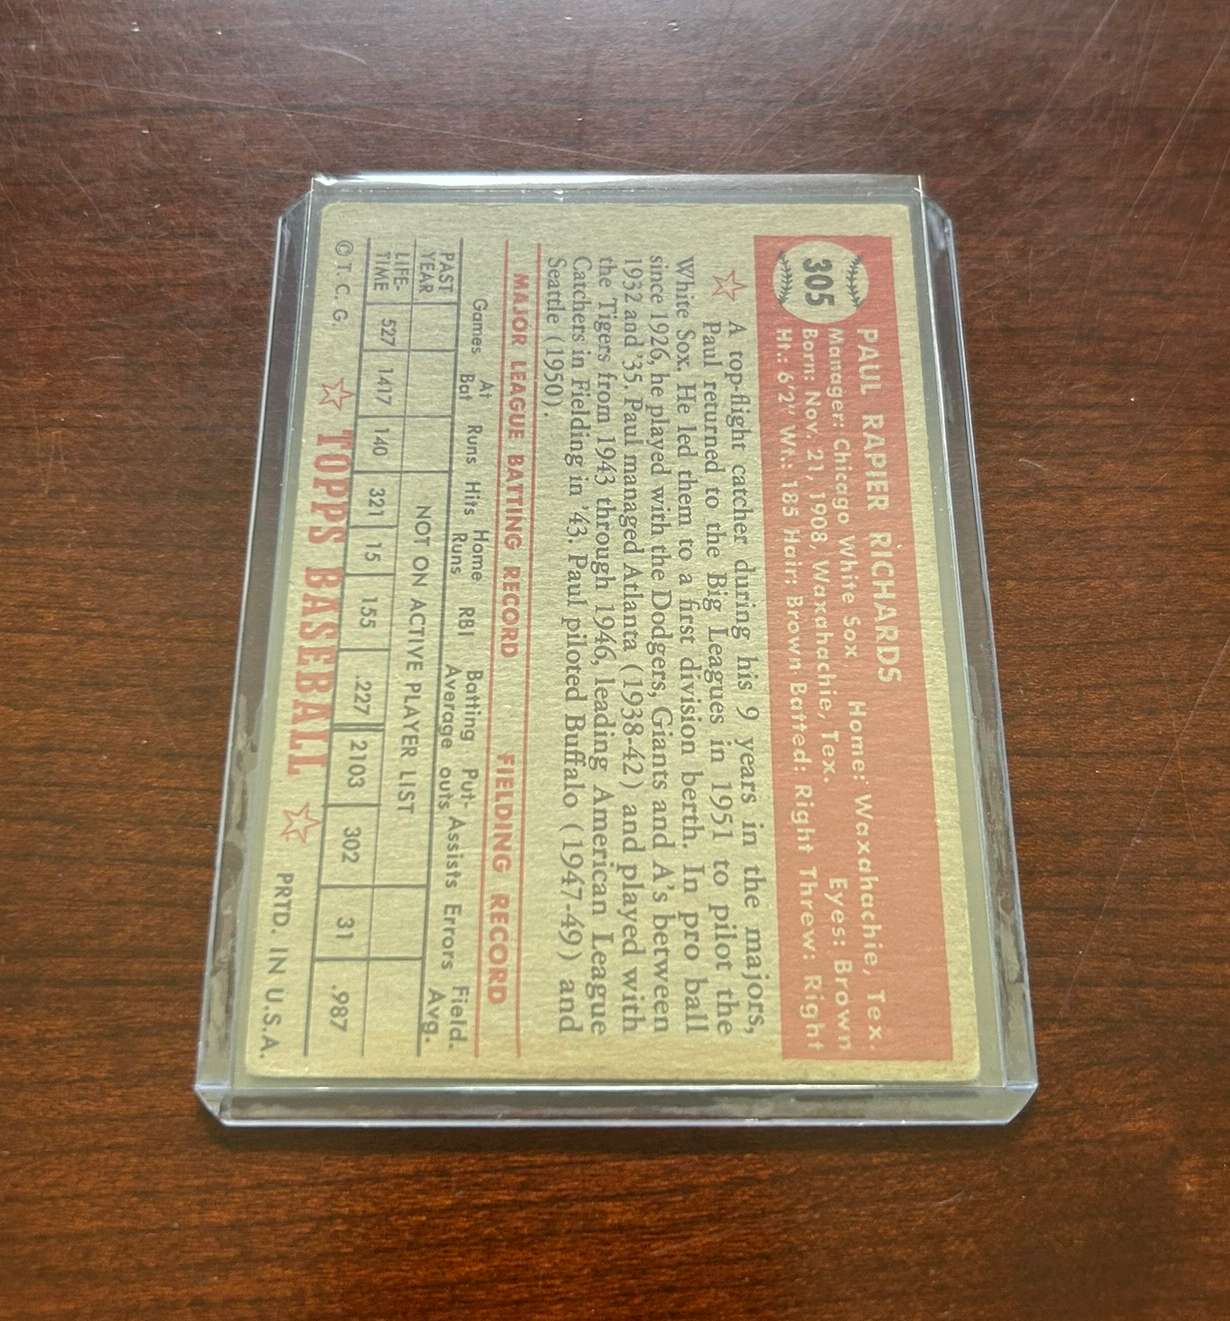 305
PAUL RAPIER RICHARDS
Manager: Chicago White Sox Home: Waxahachie, Tex.
Born: Nov. 21, 1908, Waxahachie, Tex. Eyes: Brown
Ht.: 6'2" Wt.: 185 Hair: Brown Batted: Right Threw: Right
A top-flight catcher during his 9 years in the majors,
Paul returned to the Big Leagues in 1951 to pilot the
White Sox. He led them to a first division berth. In pro ball
since 1926, he played with the Dodgers, Giants and A's between
1932 and '35. Paul managed Atlanta (1938-42) and played with
the Tigers from 1943 through 1946, leading American League
Catchers in Fielding in '43. Paul piloted Buffalo (1947-49) and
Seattle (1950).
MAJOR LEAGUE BATTING RECORD FIELDING RECORD
Games At Bat Runs Hits Home Runs RBI Batting Average Put-outs Assists Errors Field. Avg.
PAST YEAR NOT ON ACTIVE PLAYER LIST
LIFE-TIME 527 1417 140 321 15 155 .227 2103 302 31 .987
© T. C. G. TOPPS BASEBALL PRTD. IN U.S.A.